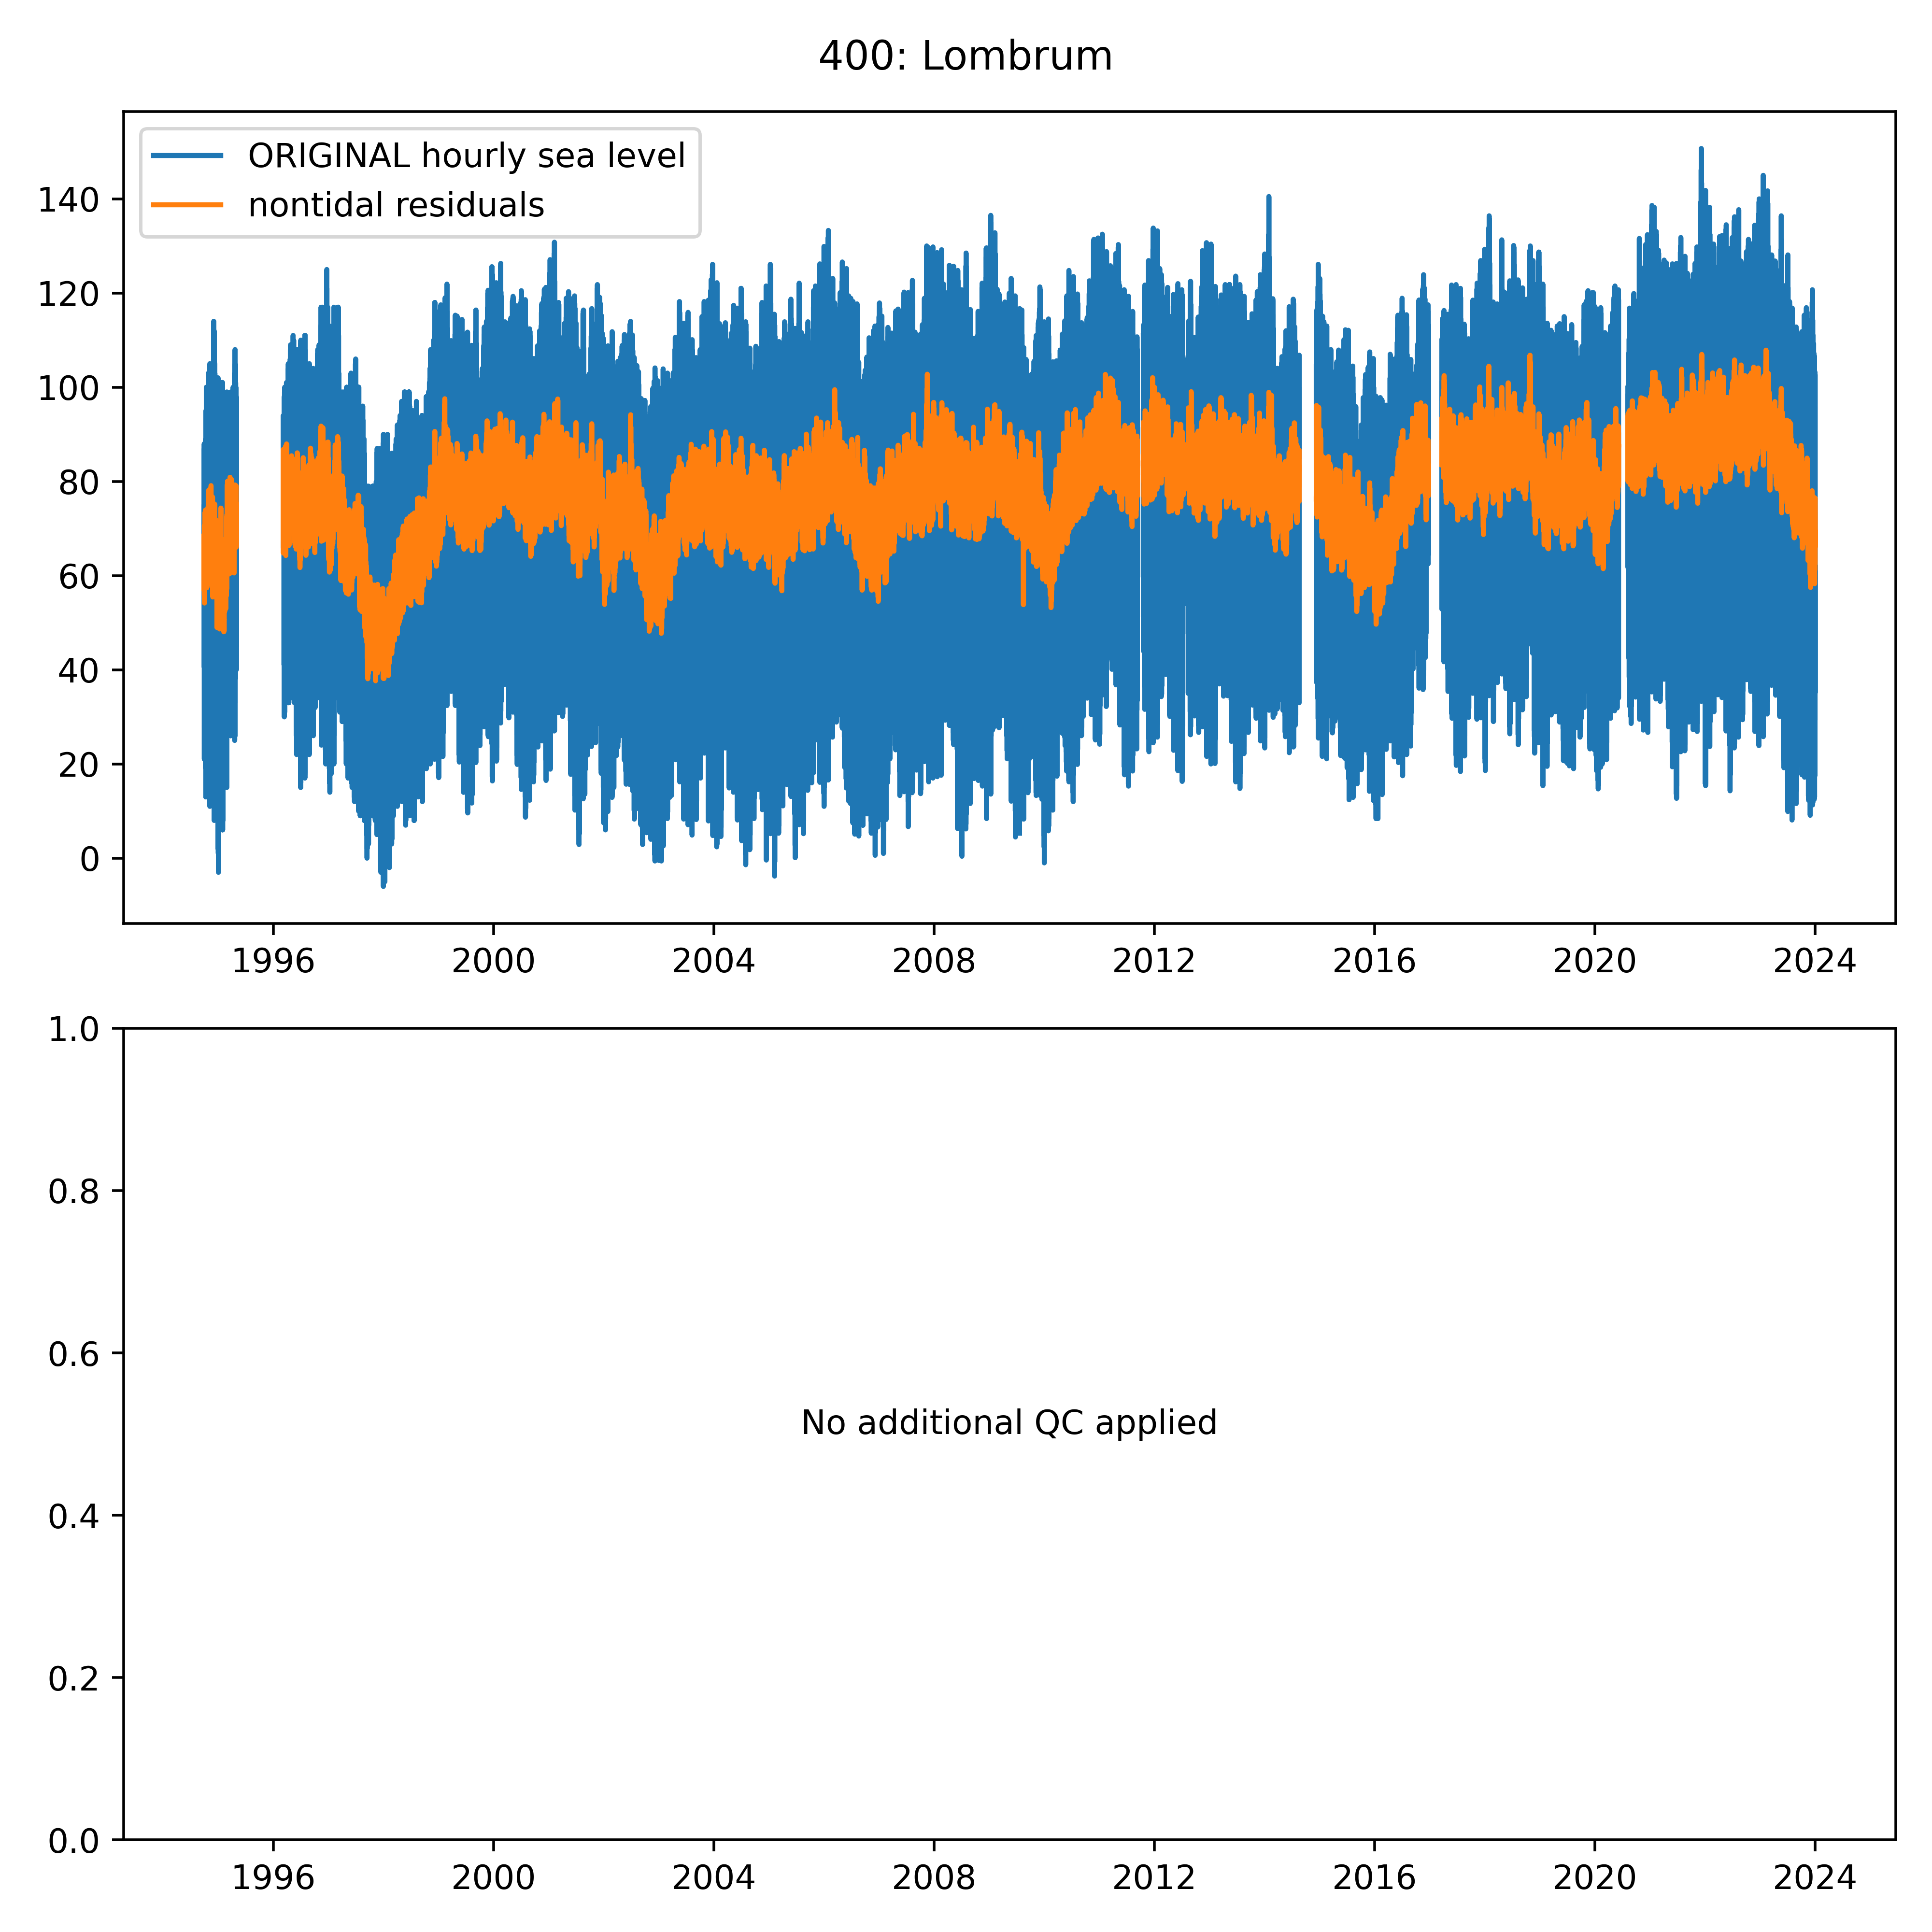 400: Lombrum
ORIGINAL hourly sea level
nontidal residuals
140
120
100
80
60
40
20
0
1996 2000 2004 2008 2012 2016 2020 2024
1.0
0.8
0.6
No additional QC applied
0.4
0.2
0.0
1996 2000 2004 2008 2012 2016 2020 2024